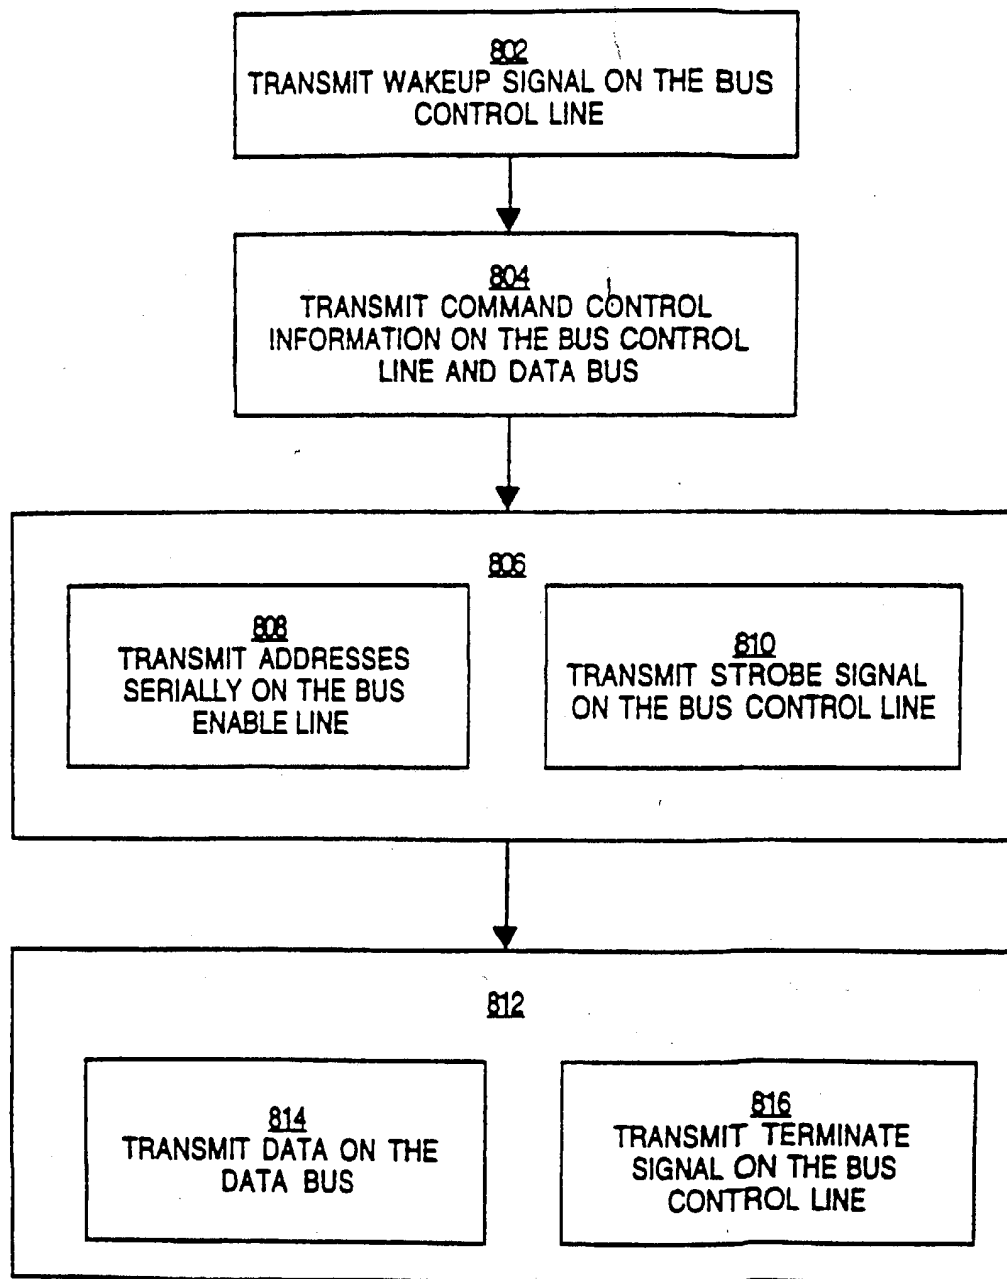 802
TRANSMIT WAKEUP SIGNAL ON THE BUS
CONTROL LINE
804
TRANSMIT COMMAND CONTROL
INFORMATION ON THE BUS CONTROL
LINE AND DATA BUS
806
808
TRANSMIT ADDRESSES
SERIALLY ON THE BUS
ENABLE LINE
810
TRANSMIT STROBE SIGNAL
ON THE BUS CONTROL LINE
812
814
TRANSMIT DATA ON THE
DATA BUS
816
TRANSMIT TERMINATE
SIGNAL ON THE BUS
CONTROL LINE